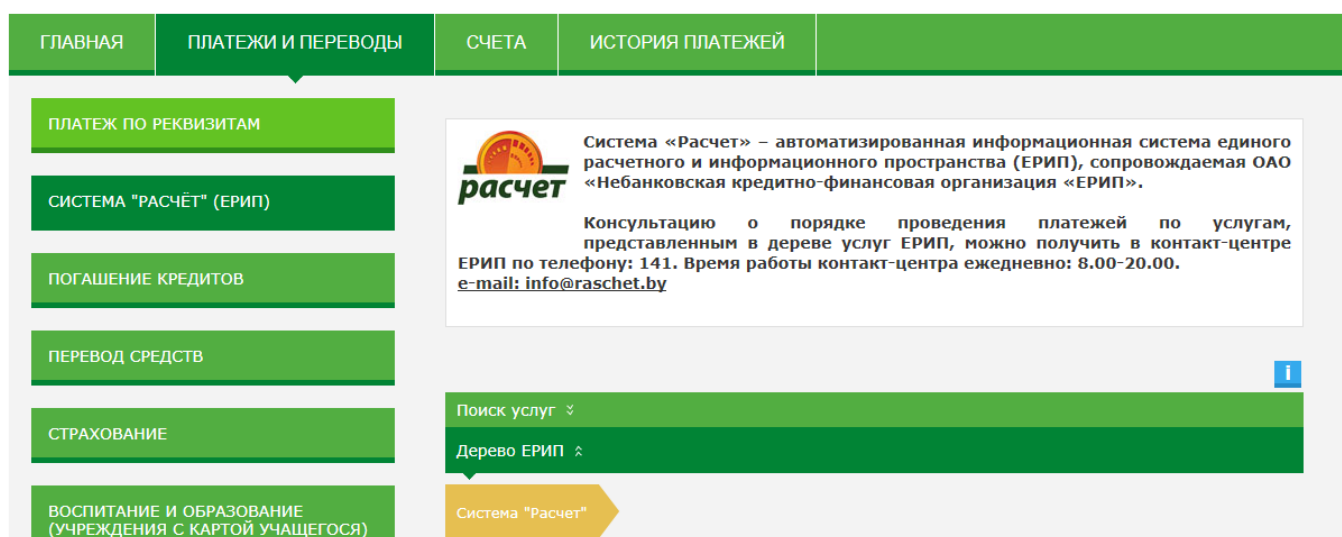 ГЛАВНАЯ
ПЛАТЕЖИ И ПЕРЕВОДЫ
СЧЕТА
ИСТОРИЯ ПЛАТЕЖЕЙ
ПЛАТЕЖ ПО РЕКВИЗИТАМ
СИСТЕМА "РАСЧЁТ" (ЕРИП)
ПОГАШЕНИЕ КРЕДИТОВ
ПЕРЕВОД СРЕДСТВ
СТРАХОВАНИЕ
ВОСПИТАНИЕ И ОБРАЗОВАНИЕ
(УЧРЕЖДЕНИЯ С КАРТОЙ УЧАЩЕГОСЯ)
расчет
Система «Расчет» – автоматизированная информационная система единого
расчетного и информационного пространства (ЕРИП), сопровождаемая ОАО
«Небанковская кредитно-финансовая организация «ЕРИП».
Консультацию о порядке проведения платежей по услугам,
представленным в дереве услуг ЕРИП, можно получить в контакт-центре
ЕРИП по телефону: 141. Время работы контакт-центра ежедневно: 8.00-20.00.
e-mail: info@raschet.by
i
Поиск услуг
Дерево ЕРИП
Система "Расчет"